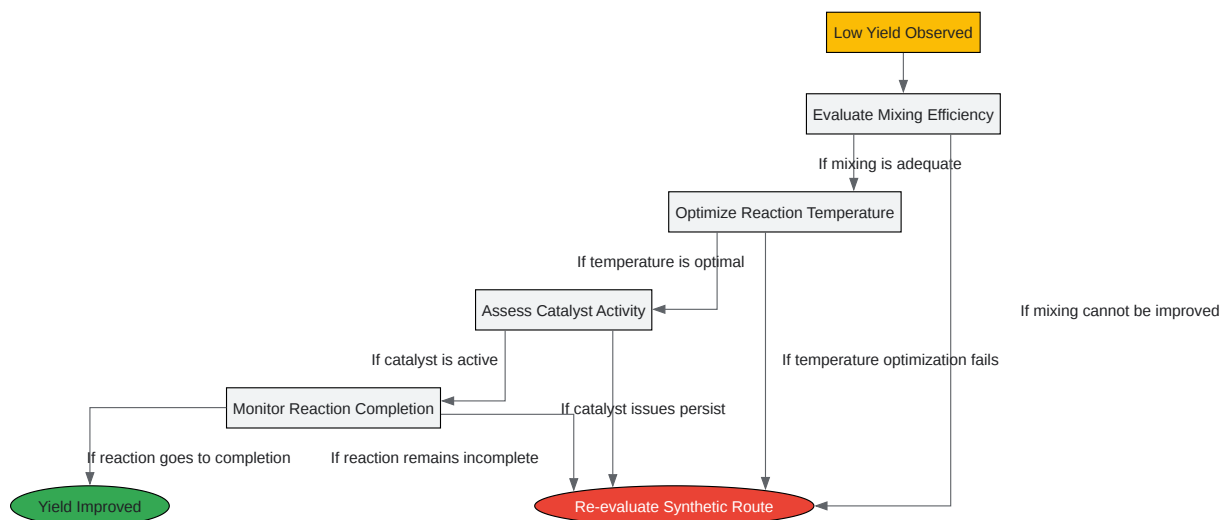 Low Yield Observed
Evaluate Mixing Efficiency
If mixing is adequate
Optimize Reaction Temperature
If temperature is optimal
Assess Catalyst Activity
If mixing cannot be improved
If catalyst is active
If temperature optimization fails
Monitor Reaction Completion
If catalyst issues persist
If reaction goes to completion
If reaction remains incomplete
Yield Improved
Re-evaluate Synthetic Route